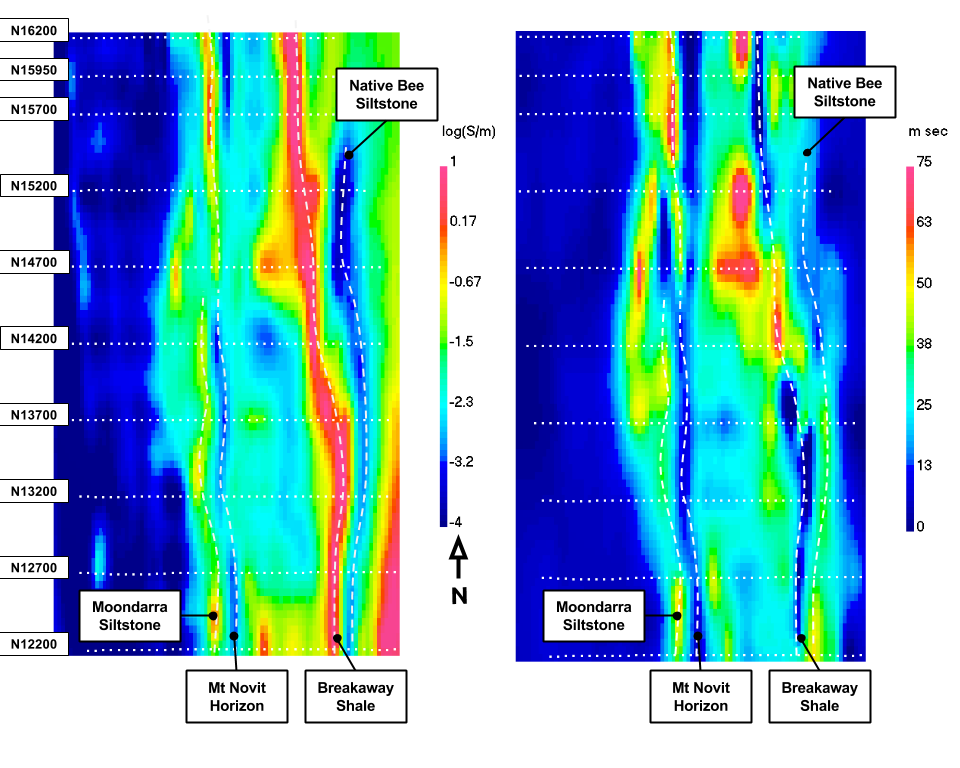 N16200
N15950
N15700
N15200
N14700
N14200
N13700
N13200
N12700
N12200
Native Bee
Siltstone
log(S/m)
1
0.17
-0.67
-1.5
-2.3
-3.2
-4
N
Moondarra
Siltstone
Mt Novit
Horizon
Breakaway
Shale
Native Bee
Siltstone
m sec
75
63
50
38
25
13
0
Moondarra
Siltstone
Mt Novit
Horizon
Breakaway
Shale